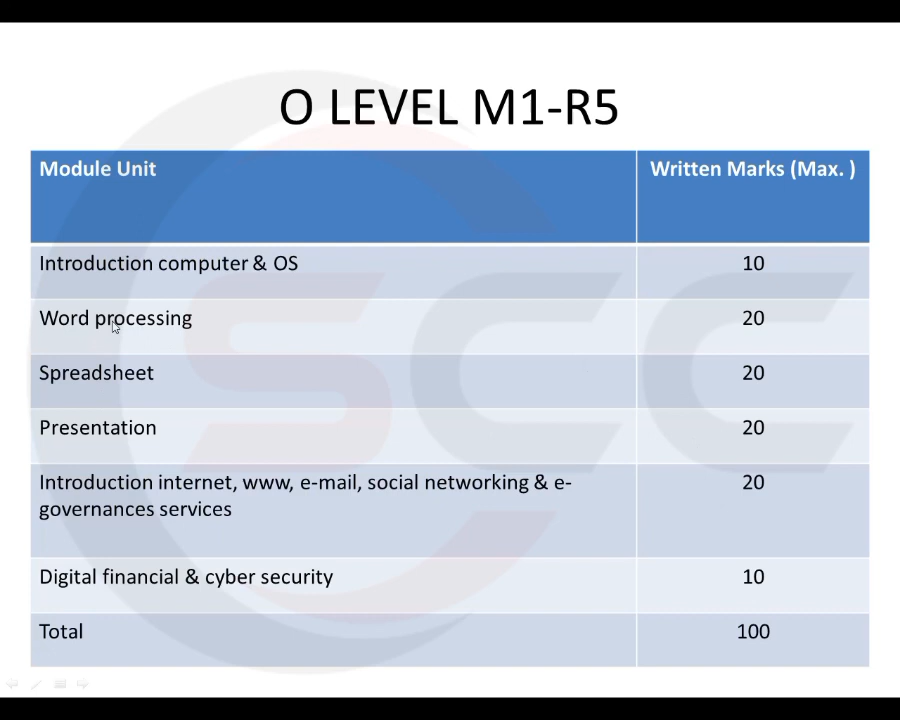 O LEVEL M1-R5
Module Unit
Written Marks (Max. )
Introduction computer & OS
10
Word processing
20
Spreadsheet
20
Presentation
20
Introduction internet, www, e-mail, social networking & e-
governances services
20
Digital financial & cyber security
10
Total
100
SCC